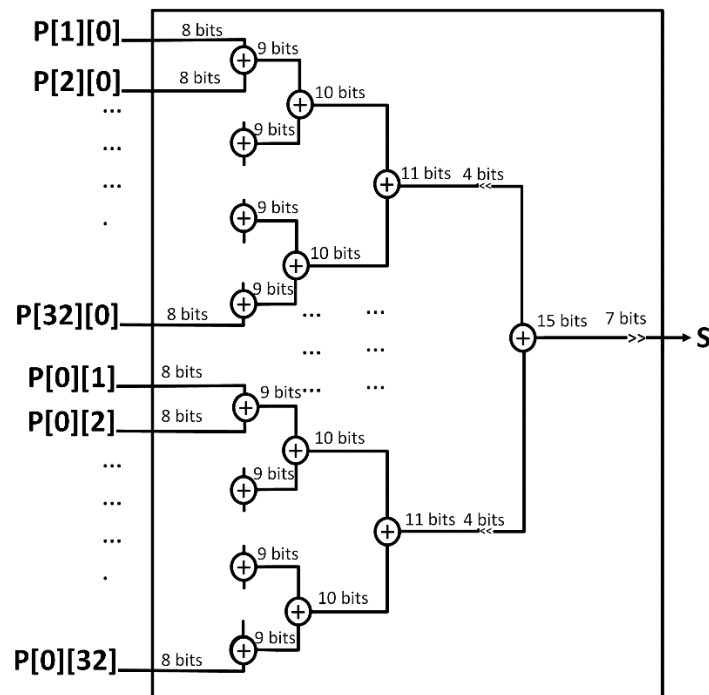 P[1][0] 8 bits 9 bits
P[2][0] 8 bits 10 bits
...
... 9 bits
... 11 bits 4 bits <<
. 9 bits
10 bits
9 bits
P[32][0] 8 bits ... ...
15 bits 7 bits >> S
... ...
P[0][1] 8 bits
9 bits ... ...
P[0][2] 8 bits
10 bits
...
... 9 bits
... 11 bits 4 bits <<
... 9 bits
.
10 bits
9 bits
P[0][32] 8 bits